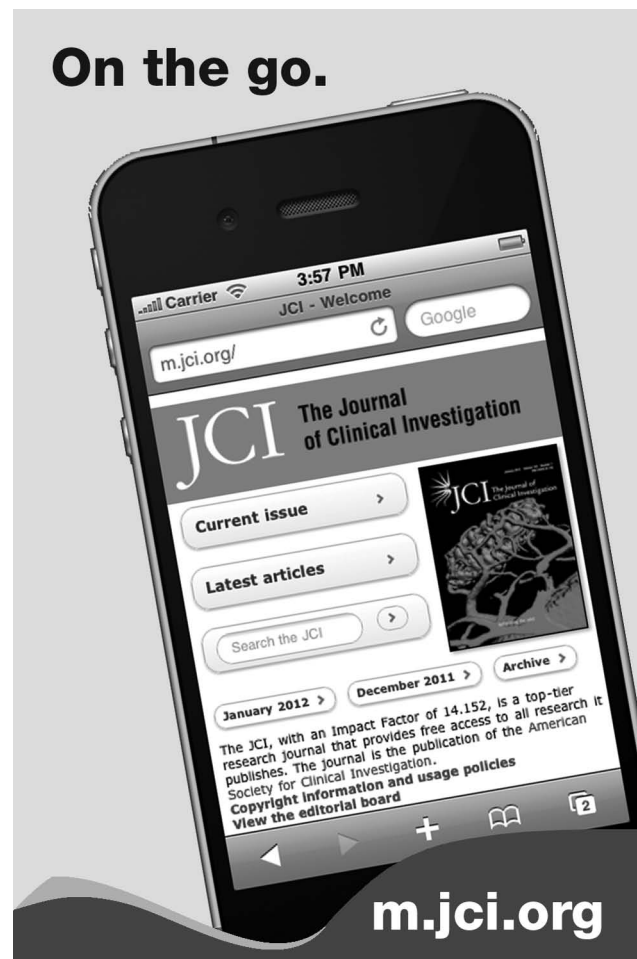 On the go.
Carrier
3:57 PM
JCI - Welcome
m.jci.org/
Google
JCI
The Journal
of Clinical Investigation
Current issue
Latest articles
Search the JCI
JCI
The Journal of
Clinical Investigation
January 2012
December 2011
Archive
The JCI, with an Impact Factor of 14.152, is a top-tier
research journal that provides free access to all research it
publishes. The journal is the publication of the American
Society for Clinical Investigation.
Copyright information and usage policies
View the editorial board
2
m.jci.org